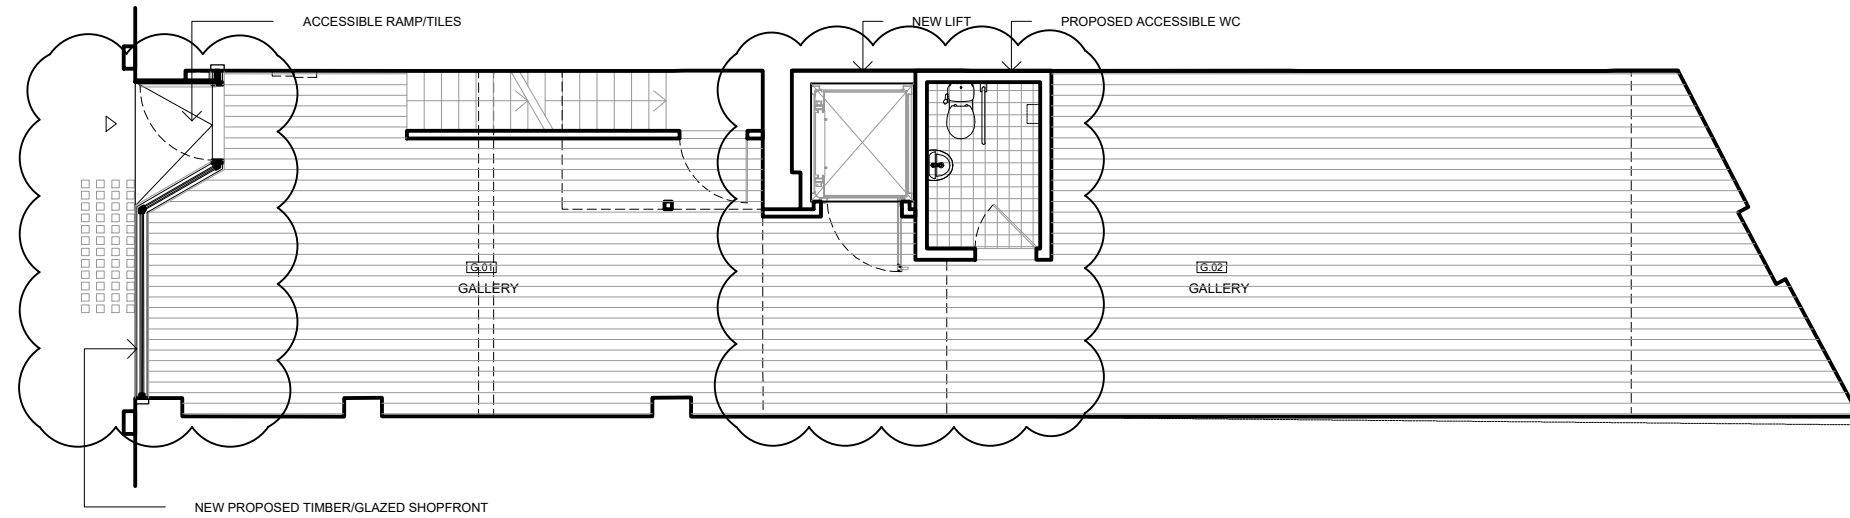 ACCESSIBLE RAMP/TILES
NEW LIFT
PROPOSED ACCESSIBLE WC
G.01
GALLERY
G.02
GALLERY
NEW PROPOSED TIMBER/GLAZED SHOPFRONT